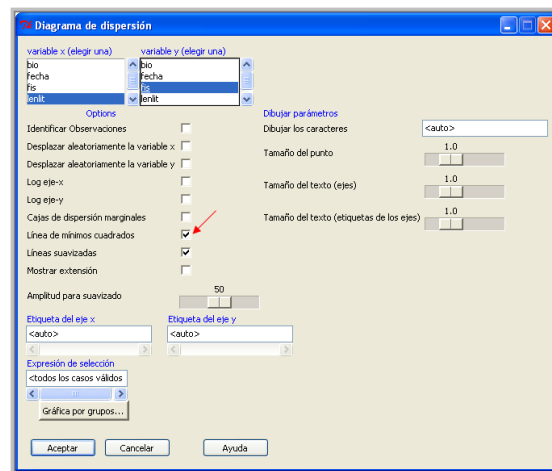 Diagrama de dispersión
variable x (elegir una)
variable y (elegir una)
bio
fecha
fis
lenlit
bio
fecha
fis
lenlit
Options
Identificar Observaciones
Desplazar aleatoriamente la variable x
Desplazar aleatoriamente la variable y
Log eje-x
Log eje-y
Cajas de dispersión marginales
Línea de mínimos cuadrados
Líneas suavizadas
Mostrar extensión
Amplitud para suavizado
50
Dibujar parámetros
Dibujar los caracteres
<auto>
Tamaño del punto
1.0
Tamaño del texto (ejes)
1.0
Tamaño del texto (etiquetas de los ejes)
1.0
Etiqueta del eje x
Etiqueta del eje y
<auto>
<auto>
Expresión de selección
<todos los casos válidos
Gráfica por grupos...
Aceptar
Cancelar
Ayuda